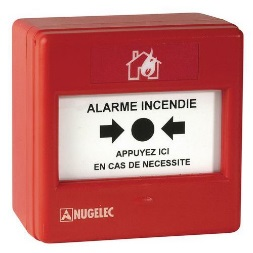 ALARME INCENDIE
APPUYEZ ICI
EN CAS DE NECESSITE
NUGELEC